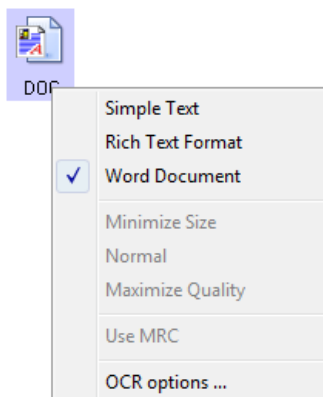 DOC
Simple Text
Rich Text Format
Word Document
Minimize Size
Normal
Maximize Quality
Use MRC
OCR options ...